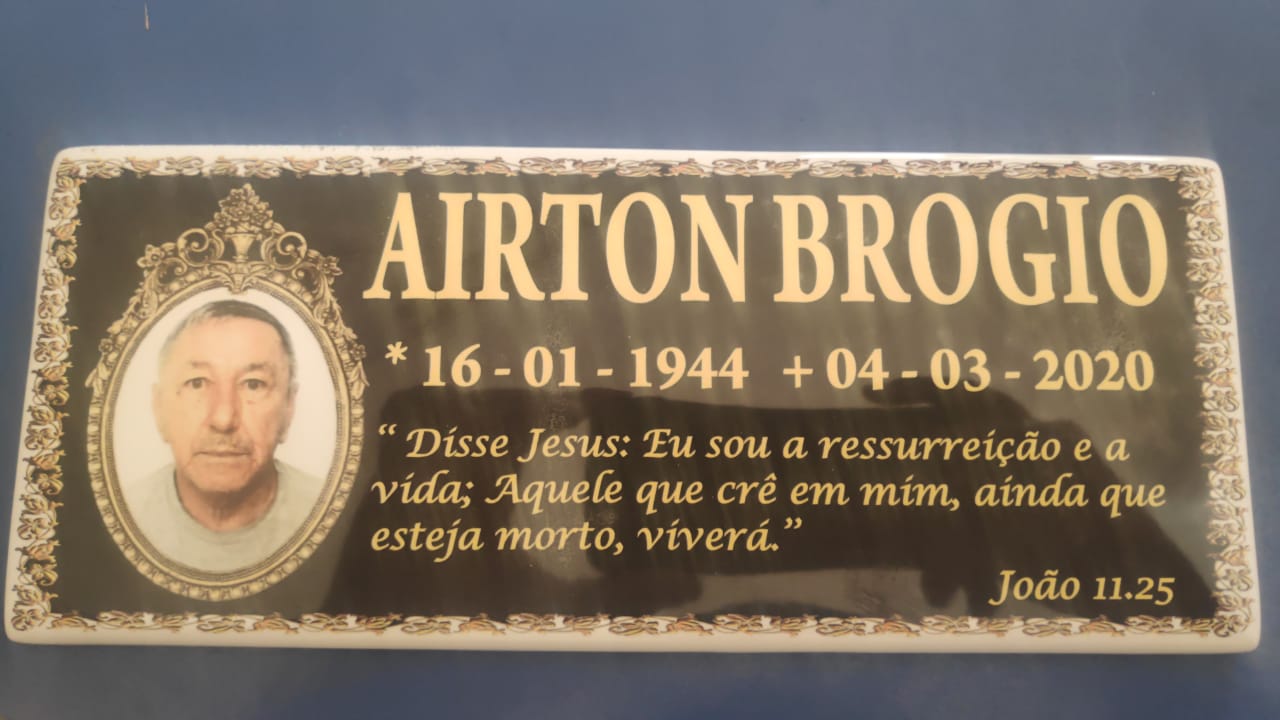 AIRTON BROGIO
* 16 - 01 - 1944 + 04 - 03 - 2020
“ Disse Jesus: Eu sou a ressurreição e a
vida; Aquele que crê em mim, ainda que
esteja morto, viverá.”
João 11.25